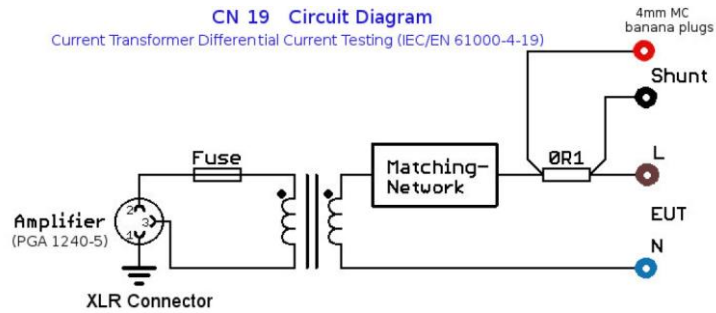 CN 19 Circuit Diagram
Current Transformer Differential Current Testing (IEC/EN 61000-4-19)
4mm MC
banana plugs
Shunt
Fuse
Matching-
Network
0R1
L
Amplifier
(PGA 1240-5)
2
3
1
EUT
N
XLR Connector